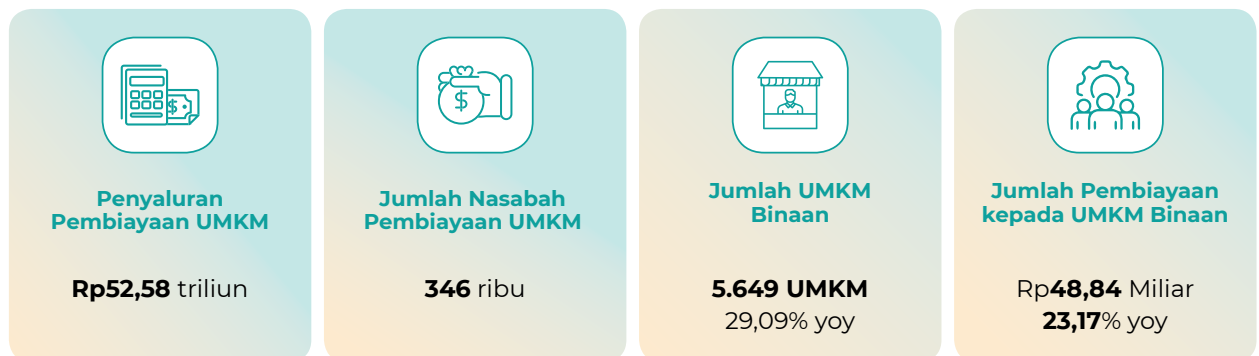 Penyaluran
Pembiayaan UMKM
Rp52,58 triliun
Jumlah Nasabah
Pembiayaan UMKM
346 ribu
Jumlah UMKM
Binaan
5.649 UMKM
29,09% yoy
Jumlah Pembiayaan
kepada UMKM Binaan
Rp48,84 Miliar
23,17% yoy